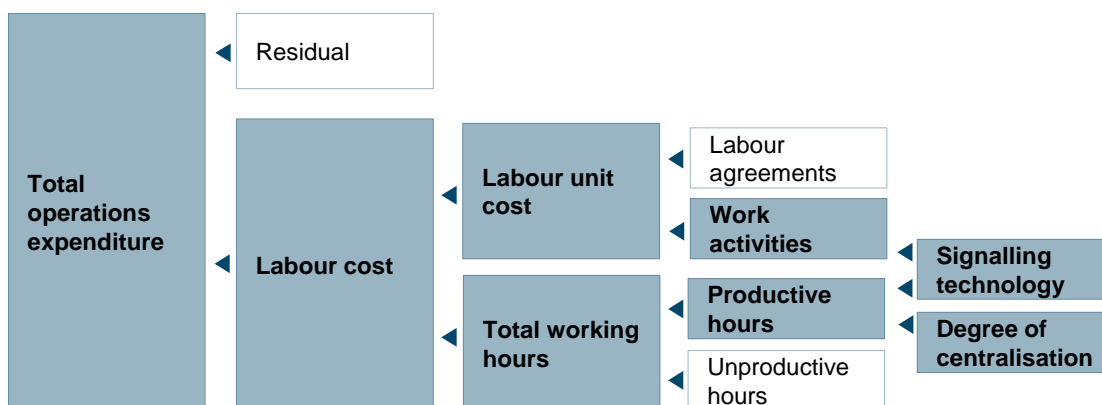 Residual
Total
operations
expenditure
Labour cost
Labour unit
cost
Labour
agreements
Work
activities
Total working
hours
Productive
hours
Unproductive
hours
Signalling
technology
Degree of
centralisation